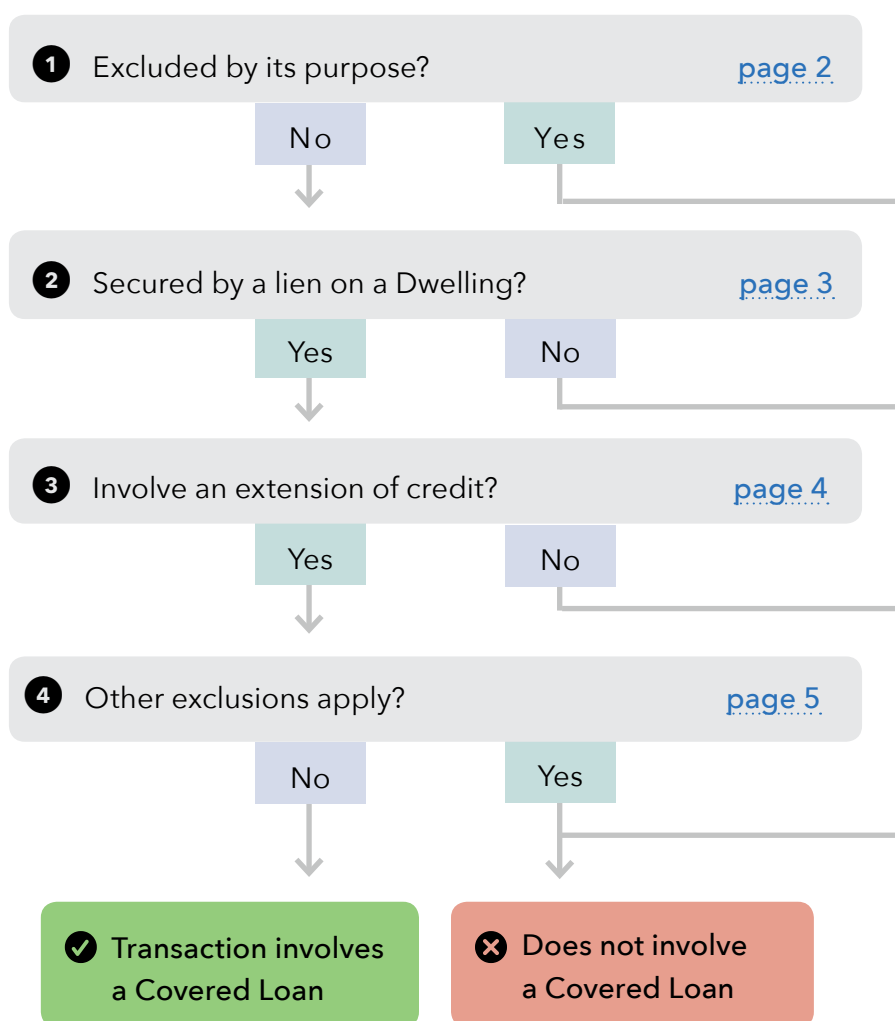 1 Excluded by its purpose? page 2
No Yes
2 Secured by a lien on a Dwelling? page 3
Yes No
3 Involve an extension of credit? page 4
Yes No
4 Other exclusions apply? page 5
No Yes
Transaction involves
a Covered Loan
Does not involve
a Covered Loan